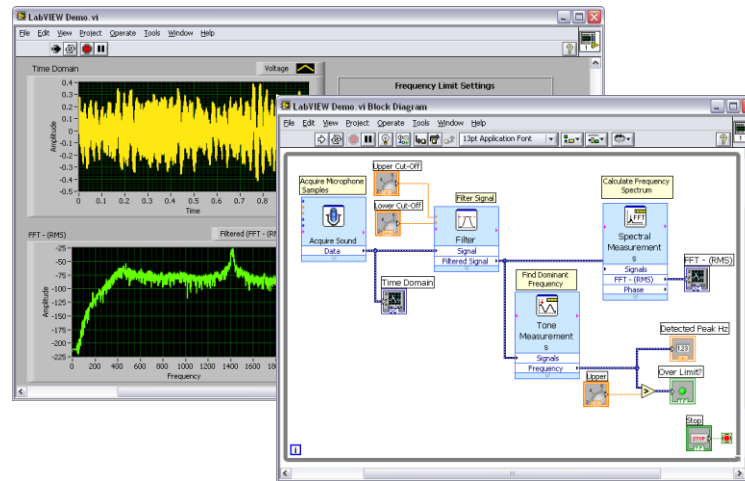 LabVIEW Demo.vi
File Edit View Project Operate Tools Window Help
Time Domain
Voltage
0.4
0.3
0.2
0.1
0
-0.1
-0.2
-0.3
-0.4
-0.5
Amplitude
0 0.1 0.2 0.3 0.4 0.5 0.6 0.7 0.8
Time
Frequency Limit Settings
FFT - (RMS)
-25
-50
-75
-100
-125
-150
-175
-200
-225
Amplitude
0 200 400 600 800 1000 1200 1400 1600
Frequency
LabVIEW Demo.vi Block Diagram
File Edit View Project Operate Tools Window Help
13pt Application Font
Acquire Microphone
Samples
Acquire Sound
Data
Upper Cut-Off
Lower Cut-Off
Time Domain
Filter Signal
Filter
Signal
Filtered Signal
Find Dominant
Frequency
Tone
Measurement
s
Signals
Frequency
Calculate Frequency
Spectrum
FFT
Spectral
Measurement
s
Signals
FFT - (RMS)
Phase
FFT - (RMS)
Detected Peak Hz
123
Upper
>
Over Limit?
TF
Stop
STOP
TF
i